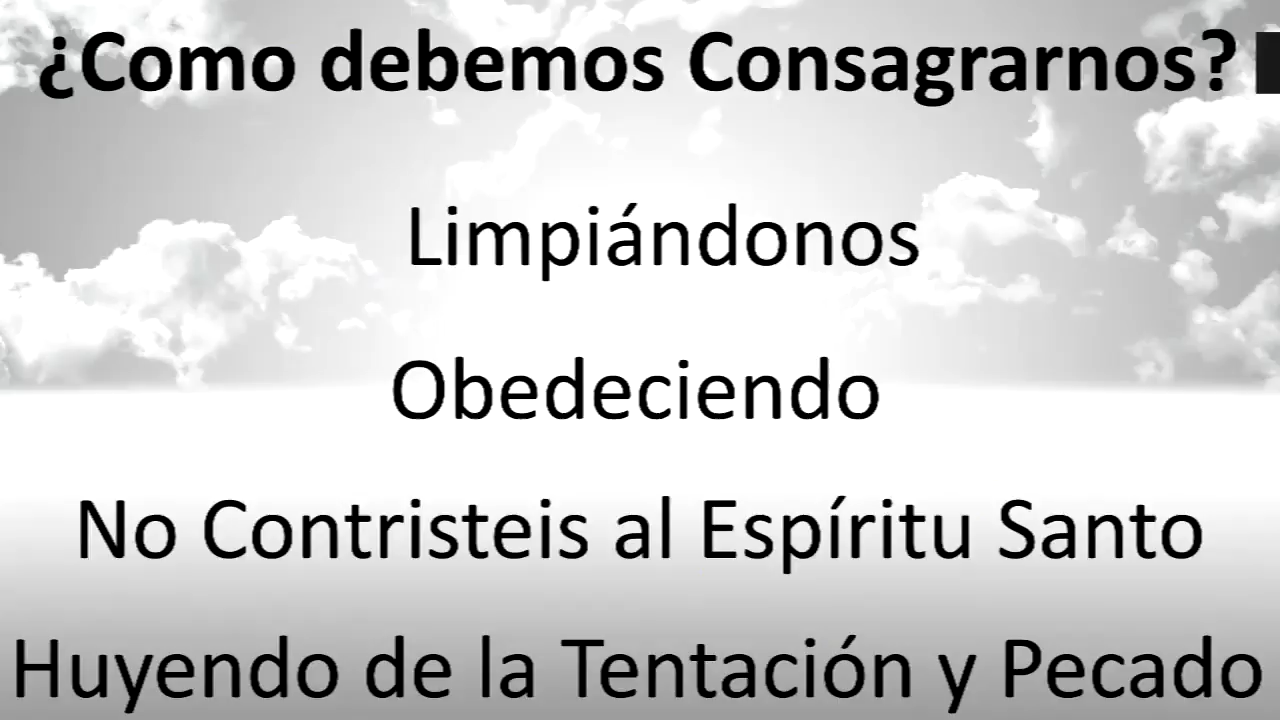 ¿Como debemos Consagrarnos?
Limpiándonos
Obedeciendo
No Contristeis al Espíritu Santo
Huyendo de la Tentación y Pecado